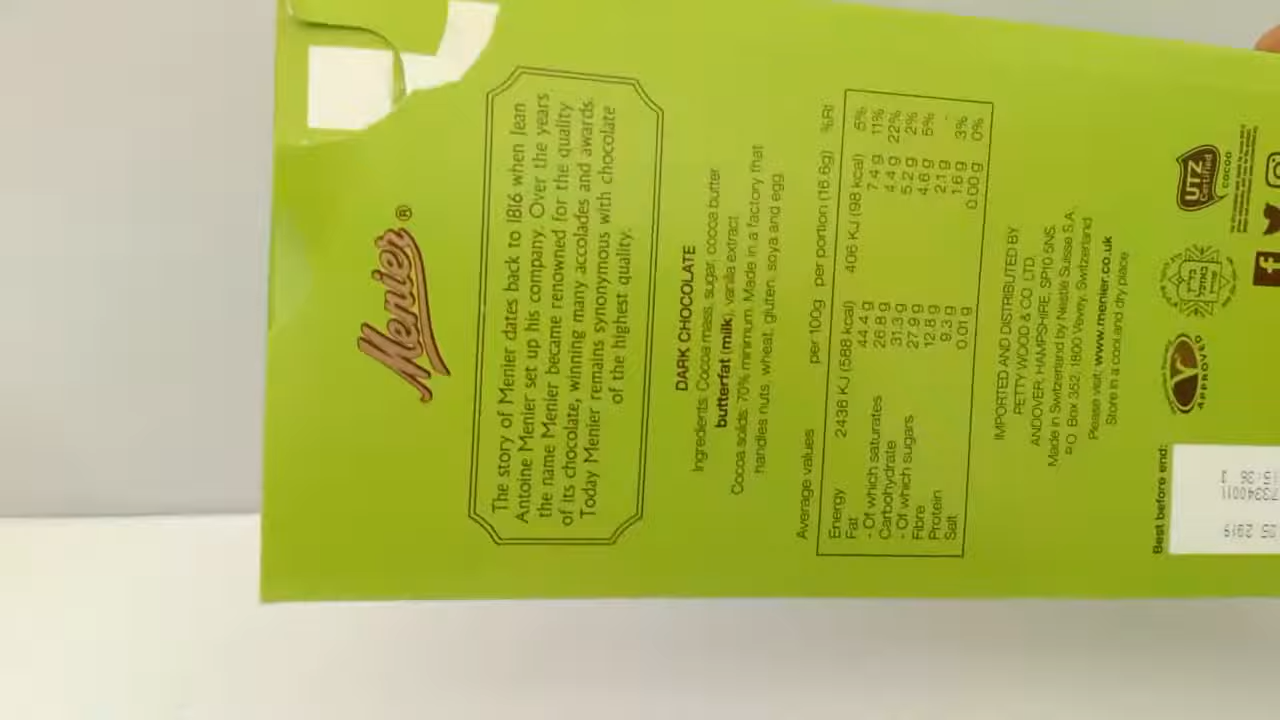 Menier®
The story of Menier dates back to 1816 when Jean
Antoine Menier set up his company. Over the years
the name Menier became renowned for the quality
of its chocolate, winning many accolades and awards.
Today Menier remains synonymous with chocolate
of the highest quality.
DARK CHOCOLATE
Ingredients: Cocoa mass, sugar, cocoa butter
butterfat (milk), vanilla extract
Cocoa solids: 70% minimum. Made in a factory that
handles nuts, wheat, gluten, soya and egg.
Average values per 100g per portion (16.6g) %RI
Energy 2436 KJ (588 kcal) 406 KJ (98 kcal) 5%
Fat 44.4 g 7.4 g 11%
- Of which saturates 26.8 g 4.4 g 22%
Carbohydrate 31.3 g 5.2 g 2%
- Of which sugars 27.9 g 4.6 g 5%
Fibre 12.8 g 2.1 g -
Protein 9.3 g 1.6 g 3%
Salt 0.01 g 0.00 g 0%
IMPORTED AND DISTRIBUTED BY
PETTY WOOD & CO. LTD,
ANDOVER, HAMPSHIRE, SP10 5NS.
Made in Switzerland by Nestlé Suisse S.A.
P.O. Box 352, 1800 Vevey, Switzerland
Please visit: www.menier.co.uk
Store in a cool and dry place
APPROVED
UTZ
Certified
COCOA
Best before end:
05 2019
73340011
15:36